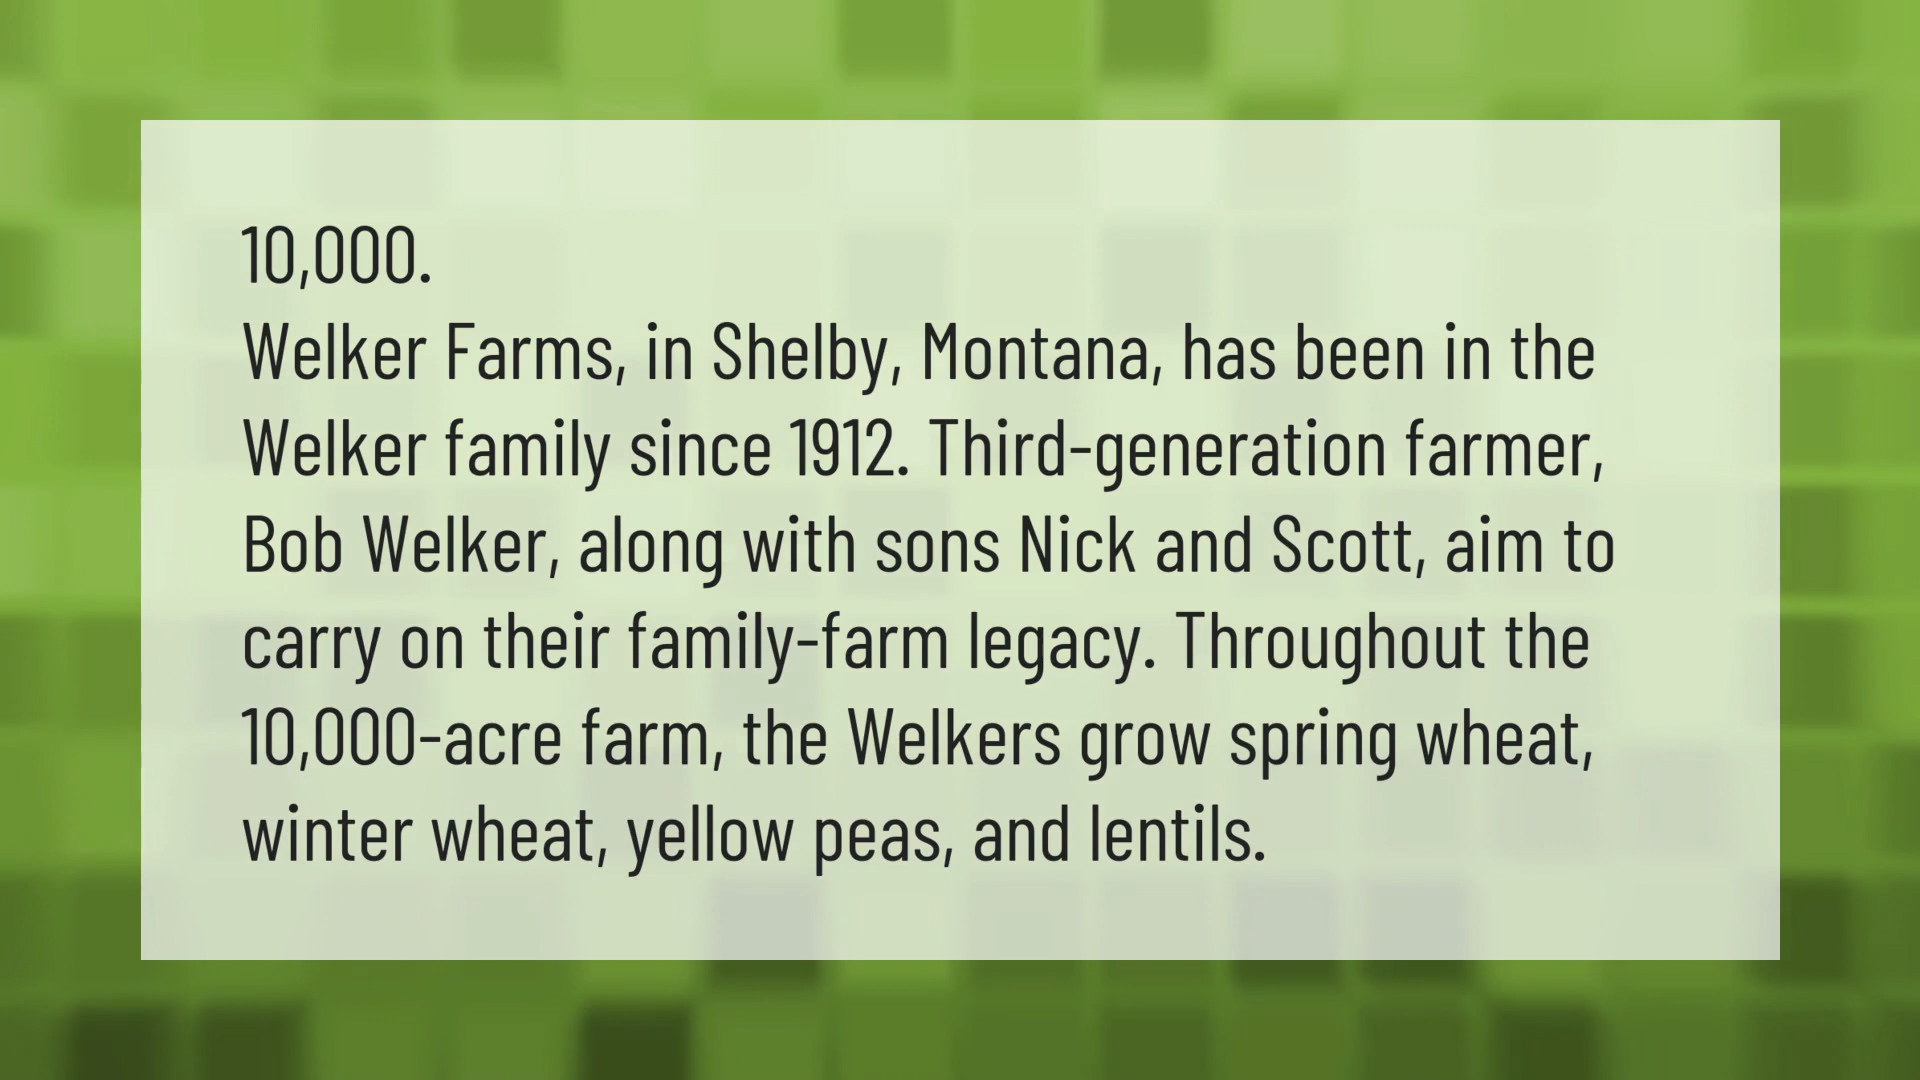 10,000.
Welker Farms, in Shelby, Montana, has been in the
Welker family since 1912. Third-generation farmer,
Bob Welker, along with sons Nick and Scott, aim to
carry on their family-farm legacy. Throughout the
10,000-acre farm, the Welkers grow spring wheat,
winter wheat, yellow peas, and lentils.